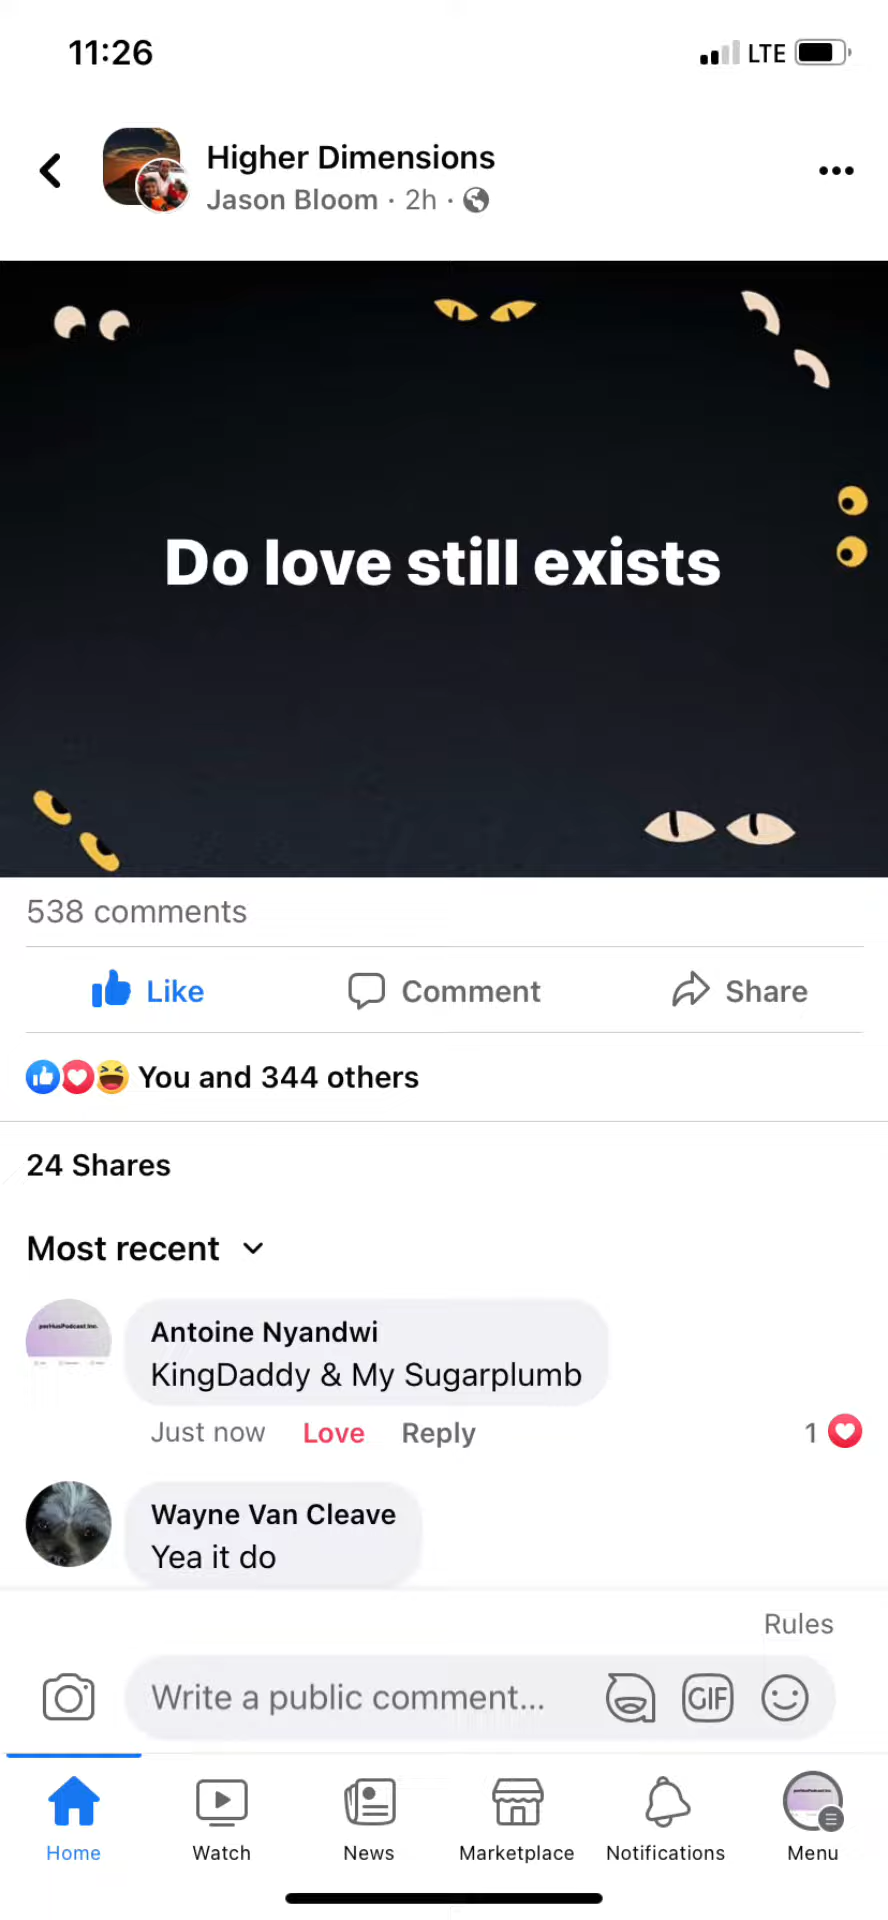 11:26
LTE
Higher Dimensions
Jason Bloom · 2h ·
Do love still exists
538 comments
Like
Comment
Share
You and 344 others
24 Shares
Most recent
Antoine Nyandwi
KingDaddy & My Sugarplumb
Just now Love Reply 1
Wayne Van Cleave
Yea it do
Rules
Write a public comment...
GIF
Home
Watch
News
Marketplace
Notifications
Menu